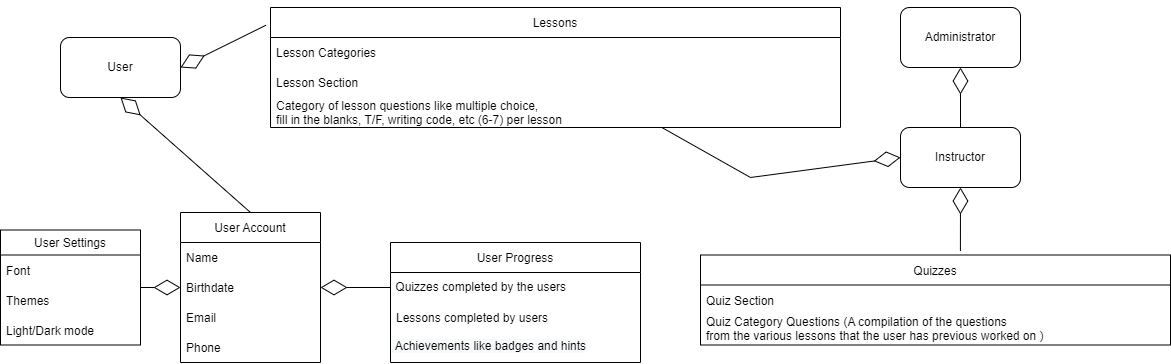 Lessons
Lesson Categories
Lesson Section
Category of lesson questions like multiple choice,
fill in the blanks, T/F, writing code, etc (6-7) per lesson
User
Administrator
Instructor
User Settings
Font
Themes
Light/Dark mode
User Account
Name
Birthdate
Email
Phone
User Progress
Quizzes completed by the users
Lessons completed by users
Achievements like badges and hints
Quizzes
Quiz Section
Quiz Category Questions (A compilation of the questions
from the various lessons that the user has previous worked on )